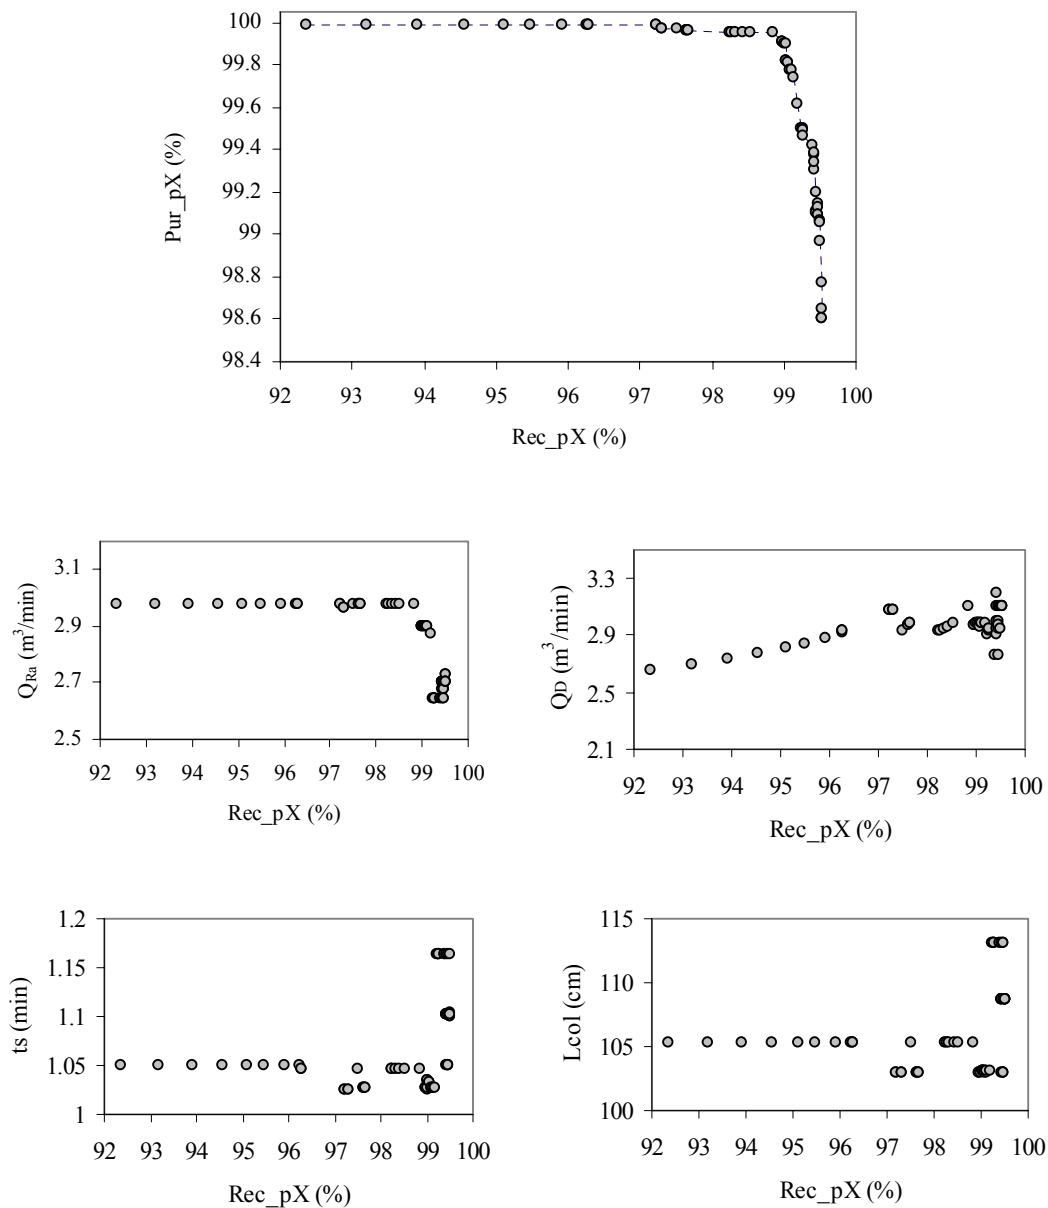 100
99.8
99.6
99.4
99.2
99
98.8
98.6
98.4
Pur_pX (%)
92 93 94 95 96 97 98 99 100
Rec_pX (%)
3.1
2.9
2.7
2.5
QRa (m³/min)
92 93 94 95 96 97 98 99 100
Rec_pX (%)
3.3
2.9
2.5
2.1
QD (m³/min)
92 93 94 95 96 97 98 99 100
Rec_pX (%)
1.2
1.15
1.1
1.05
1
ts (min)
92 93 94 95 96 97 98 99 100
Rec_pX (%)
115
110
105
100
Lcol (cm)
92 93 94 95 96 97 98 99 100
Rec_pX (%)